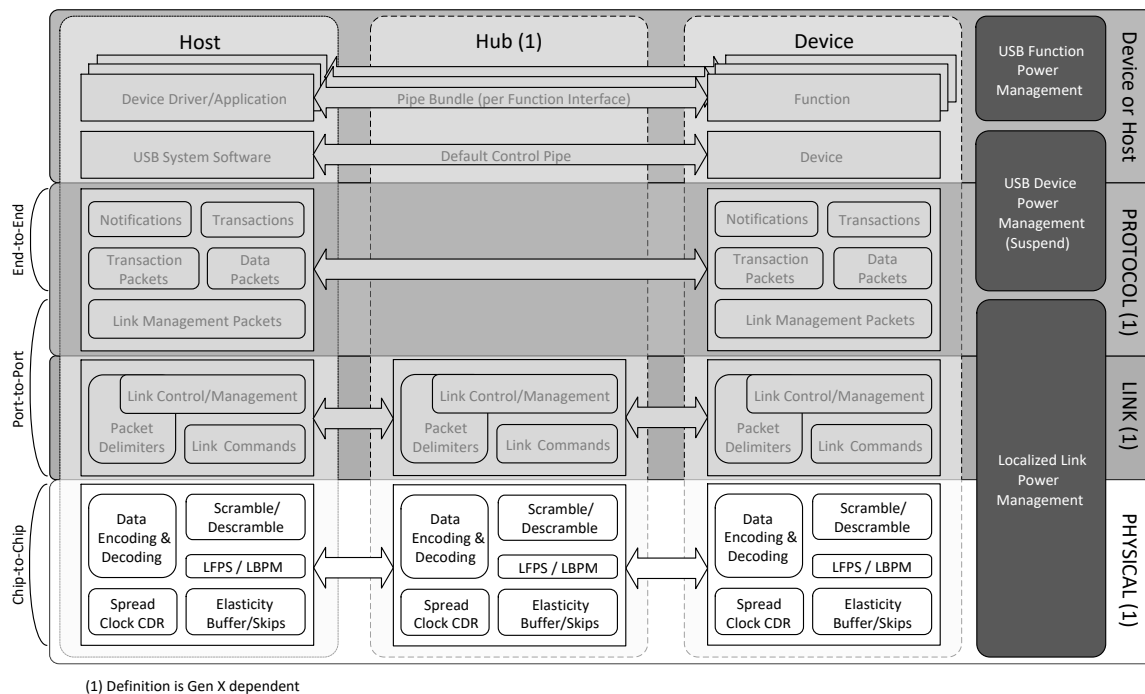 Host
Hub (1)
Device
Device Driver/Application
Pipe Bundle (per Function Interface)
Function
USB System Software
Default Control Pipe
Device
USB Function
Power
Management
Device or Host
End-to-End
Notifications
Transactions
Transaction
Packets
Data
Packets
Link Management Packets
Notifications
Transactions
Transaction
Packets
Data
Packets
Link Management Packets
USB Device
Power
Management
(Suspend)
PROTOCOL (1)
Port-to-Port
Link Control/Management
Packet
Delimiters
Link Commands
Link Control/Management
Packet
Delimiters
Link Commands
Link Control/Management
Packet
Delimiters
Link Commands
LINK (1)
Localized Link
Power
Management
Chip-to-Chip
Data
Encoding &
Decoding
Scramble/
Descramble
LFPS / LBPM
Spread
Clock CDR
Elasticity
Buffer/Skips
Data
Encoding &
Decoding
Scramble/
Descramble
LFPS / LBPM
Spread
Clock CDR
Elasticity
Buffer/Skips
Data
Encoding &
Decoding
Scramble/
Descramble
LFPS / LBPM
Spread
Clock CDR
Elasticity
Buffer/Skips
PHYSICAL (1)
(1) Definition is Gen X dependent